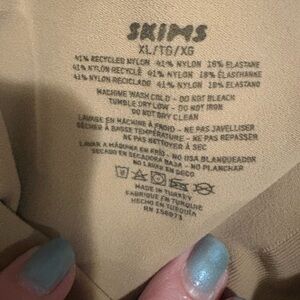 SKIMS
XL/TG/XG
41% RECYCLED NYLON 41% NYLON 18% ELASTANE
41% NYLON RECYCLÉ 41% NYLON 18% ÉLASTHANNE
41% NYLON RECICLADO 41% NYLON 18% ELASTANO
MACHINE WASH COLD - DO NOT BLEACH
TUMBLE DRY LOW - DO NOT IRON
DO NOT DRY CLEAN
LAVAGE EN MACHINE À FROID - NE PAS JAVELLISER
SÉCHER À BASSE TEMPÉRATURE - NE PAS REPASSER
NE PAS NETTOYER À SEC
LAVAR A MÁQUINA EN FRÍO - NO USA BLANQUEADOR
EN SECADORA BAJA - NO PLANCHAR
NO LAVAR EN SECO
MADE IN TURKEY
FABRIQUÉ EN TURQUIE
HECHO EN TURQUÍA
RN 156971